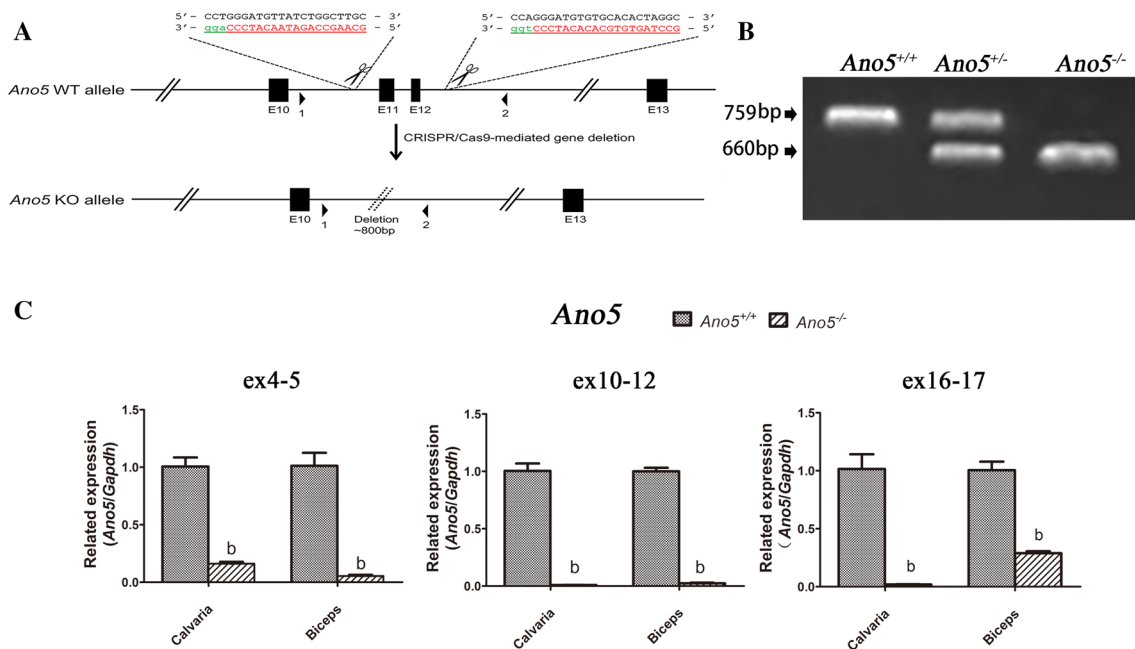 A
5’ - CCTGGGATGTTATCTGGCTTGC - 3’
3’ - ggaCCCTACAATAGACCGAACG - 5’
5’ - CCAGGGATGTGTGCACACTAGGC - 3’
3’ - ggtCCCTACACACGTGTGATCCG - 5’
Ano5 WT allele
E10
1
E11
E12
2
E13
CRISPR/Cas9-mediated gene deletion
Ano5 KO allele
E10
1
Deletion
~800bp
2
E13
B
Ano5+/+ Ano5+/- Ano5-/-
759bp
660bp
C
Ano5
Ano5+/+ Ano5-/-
ex4-5
Related expression
(Ano5/Gapdh)
1.5
1.0
0.5
0.0
b
b
Calvaria
Biceps
ex10-12
Related expression
(Ano5/Gapdh)
1.5
1.0
0.5
0.0
b
b
Calvaria
Biceps
ex16-17
Related expression
(Ano5/Gapdh)
1.5
1.0
0.5
0.0
b
b
Calvaria
Biceps